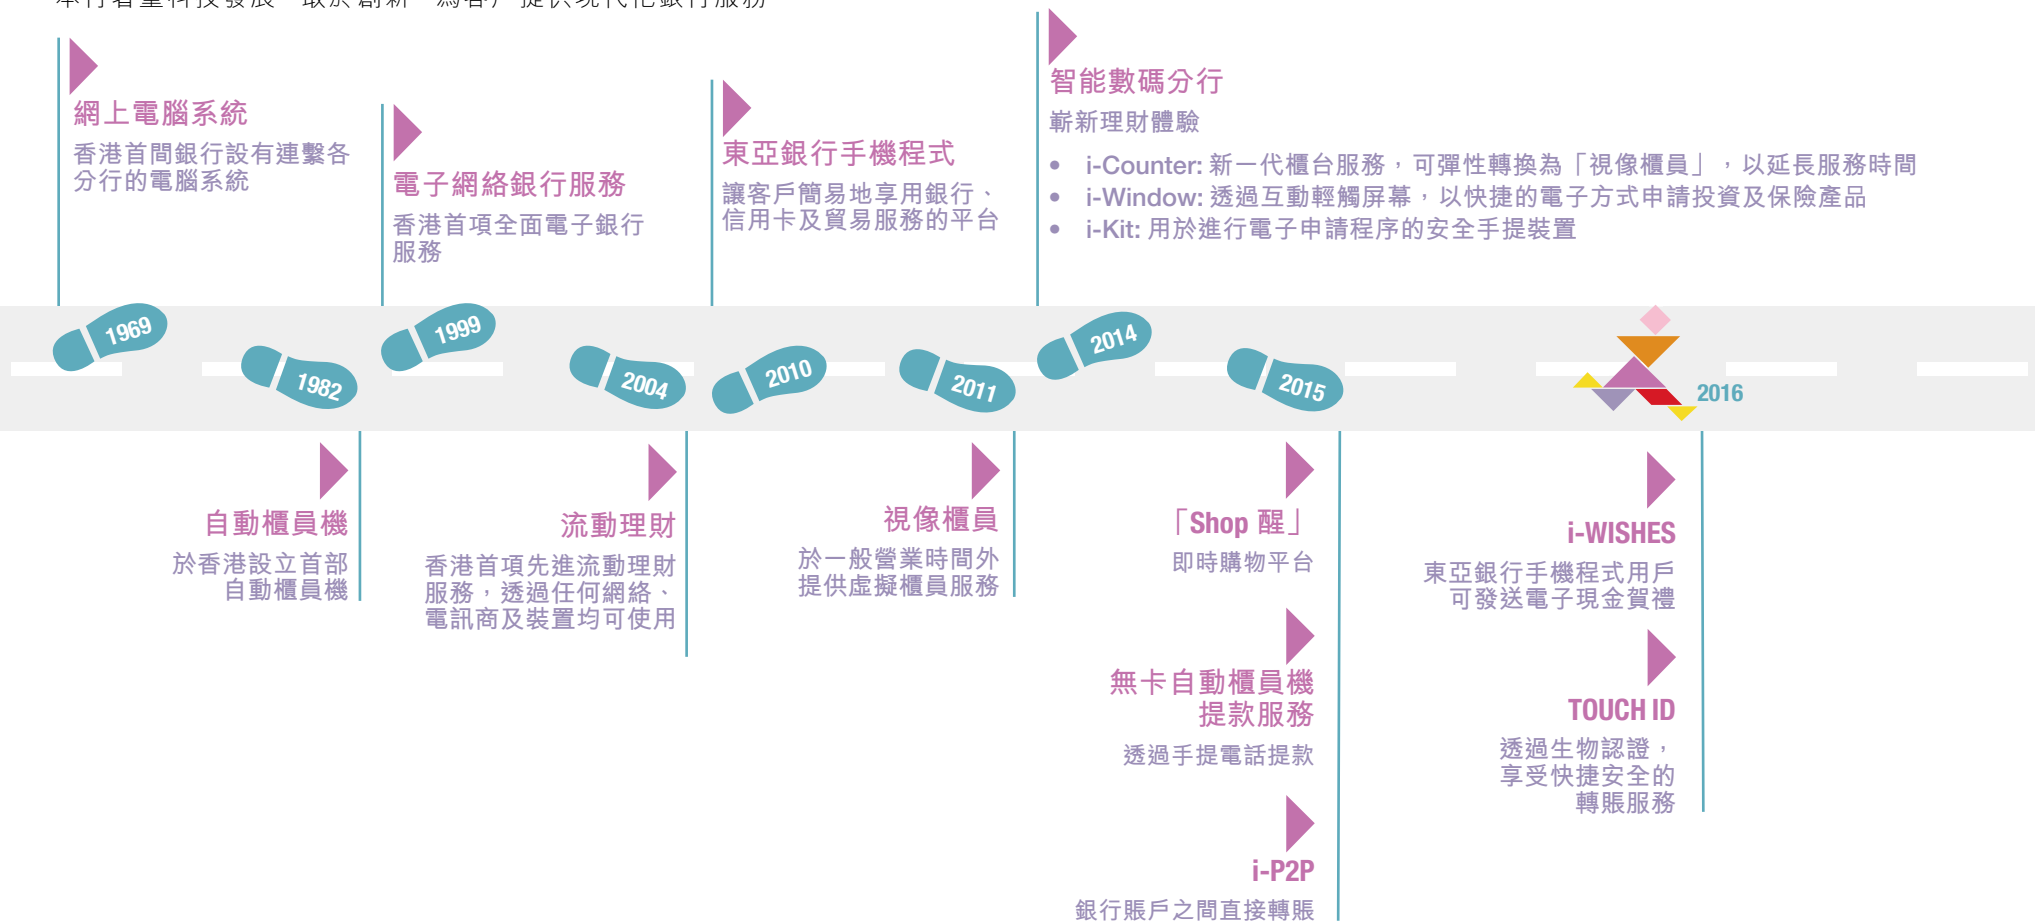 網上電腦系統
香港首間銀行設有連繫各
分行的電腦系統
電子網絡銀行服務
香港首項全面電子銀行
服務
東亞銀行手機程式
讓客戶簡易地享用銀行、
信用卡及貿易服務的平台
智能數碼分行
嶄新理財體驗
• i-Counter: 新一代櫃台服務，可彈性轉換為「視像櫃員」，以延長服務時間
• i-Window: 透過互動輕觸屏幕，以快捷的電子方式申請投資及保險產品
• i-Kit: 用於進行電子申請程序的安全手提裝置
1969
1982
1999
2004
2010
2011
2014
2015
2016
自動櫃員機
於香港設立首部
自動櫃員機
流動理財
香港首項先進流動理財
服務，透過任何網絡、
電訊商及裝置均可使用
視像櫃員
於一般營業時間外
提供虛擬櫃員服務
「Shop 醒」
即時購物平台
無卡自動櫃員機
提款服務
透過手提電話提款
i-P2P
銀行賬戶之間直接轉賬
i-WISHES
東亞銀行手機程式用戶
可發送電子現金賀禮
TOUCH ID
透過生物認證，
享受快捷安全的
轉賬服務